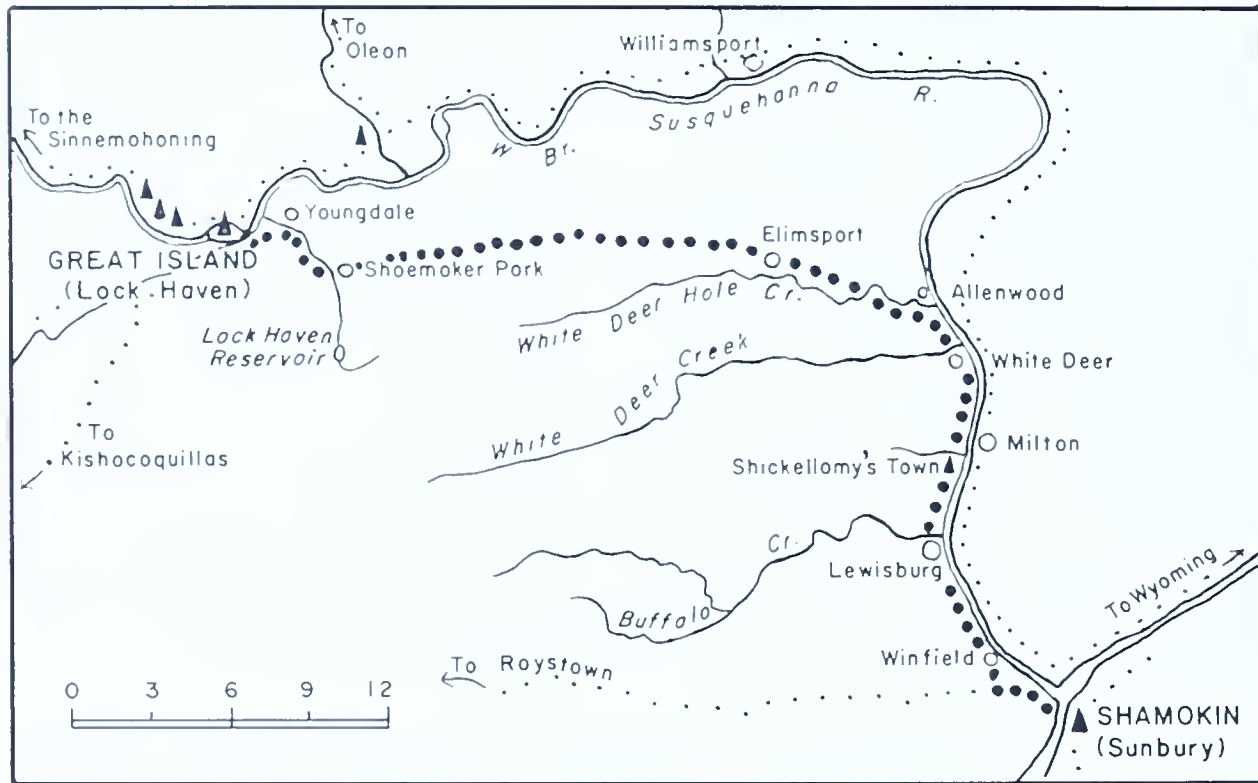 To
Oleon
Williamsport
Susquehanna R.
W Br.
To the
Sinnemohoning
Youngdale
GREAT ISLAND
(Lock Haven)
Shoemoker Pork
Elimsport
White Deer Hole Cr.
Allenwood
Lock Haven
Reservoir
White Deer Creek
White Deer
To
Kishocoquillas
Milton
Shickellomy's Town
Cr.
Lewisburg
Buffalo
To Wyoming
Winfield
To Roystown
0 3 6 9 12
SHAMOKIN
(Sunbury)